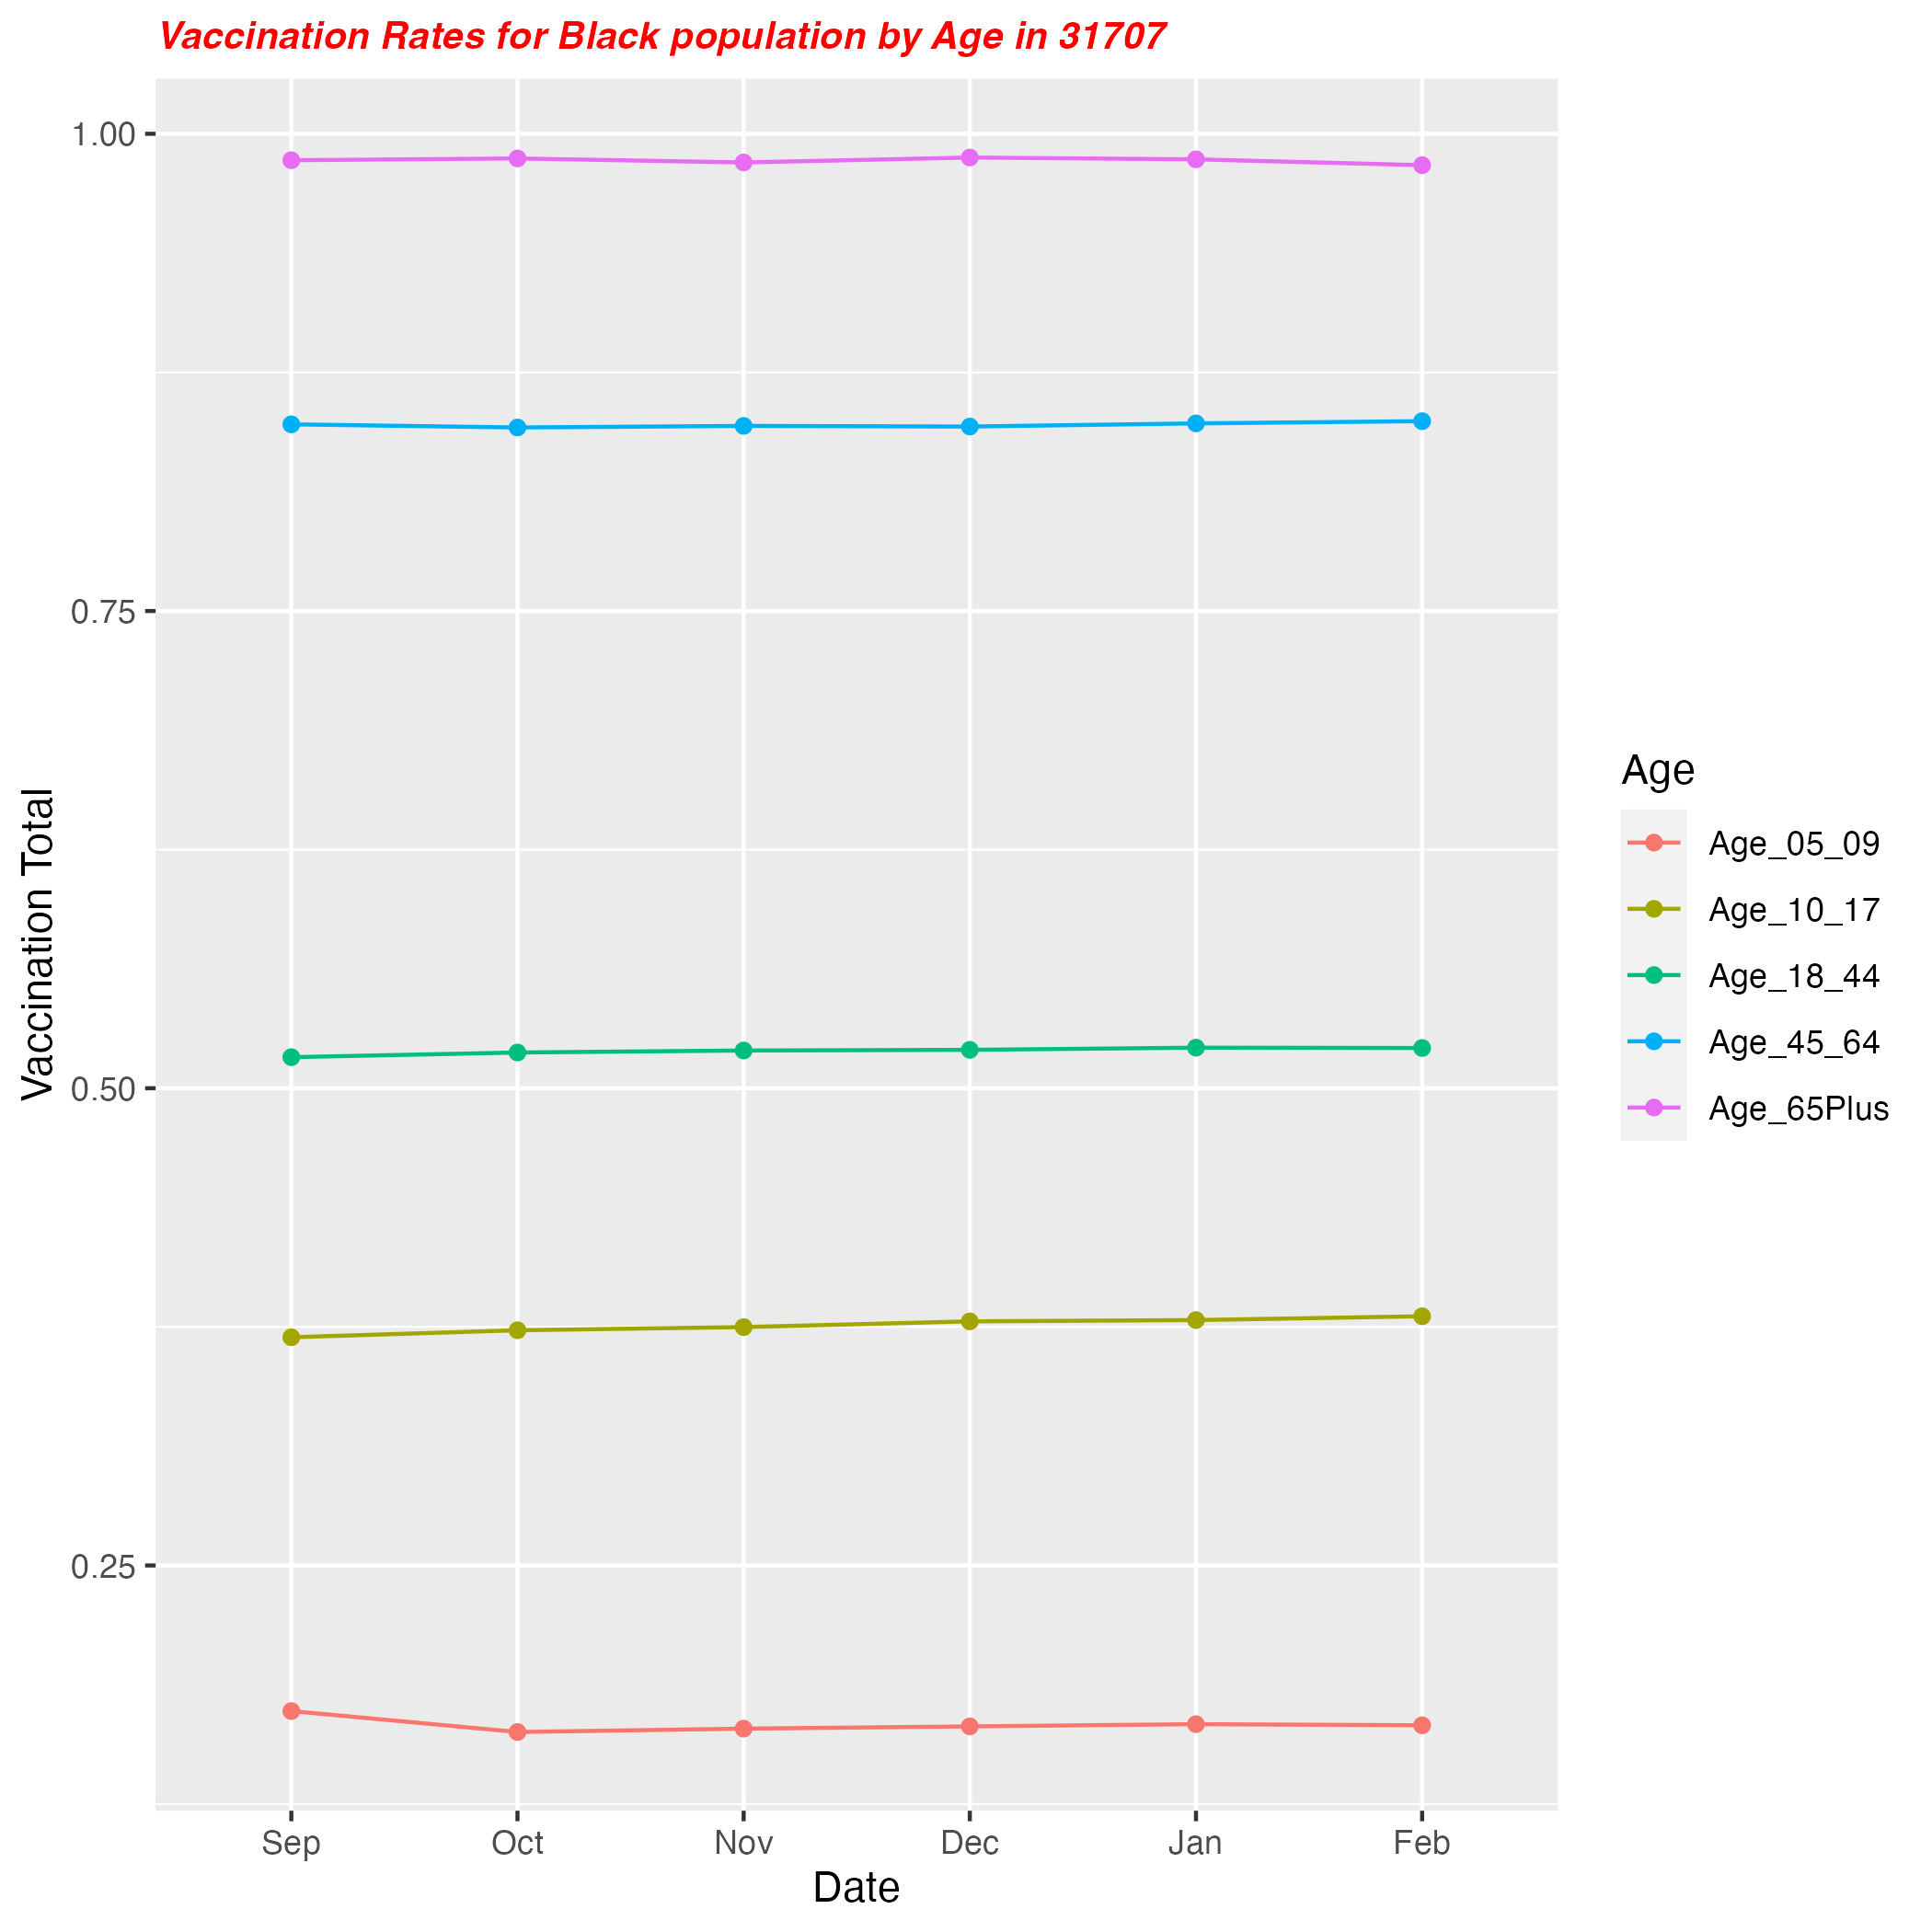 Vaccination Rates for Black population by Age in 31707
1.00
0.75
0.50
0.25
Vaccination Total
Sep Oct Nov Dec Jan Feb
Date
Age
Age_05_09
Age_10_17
Age_18_44
Age_45_64
Age_65Plus